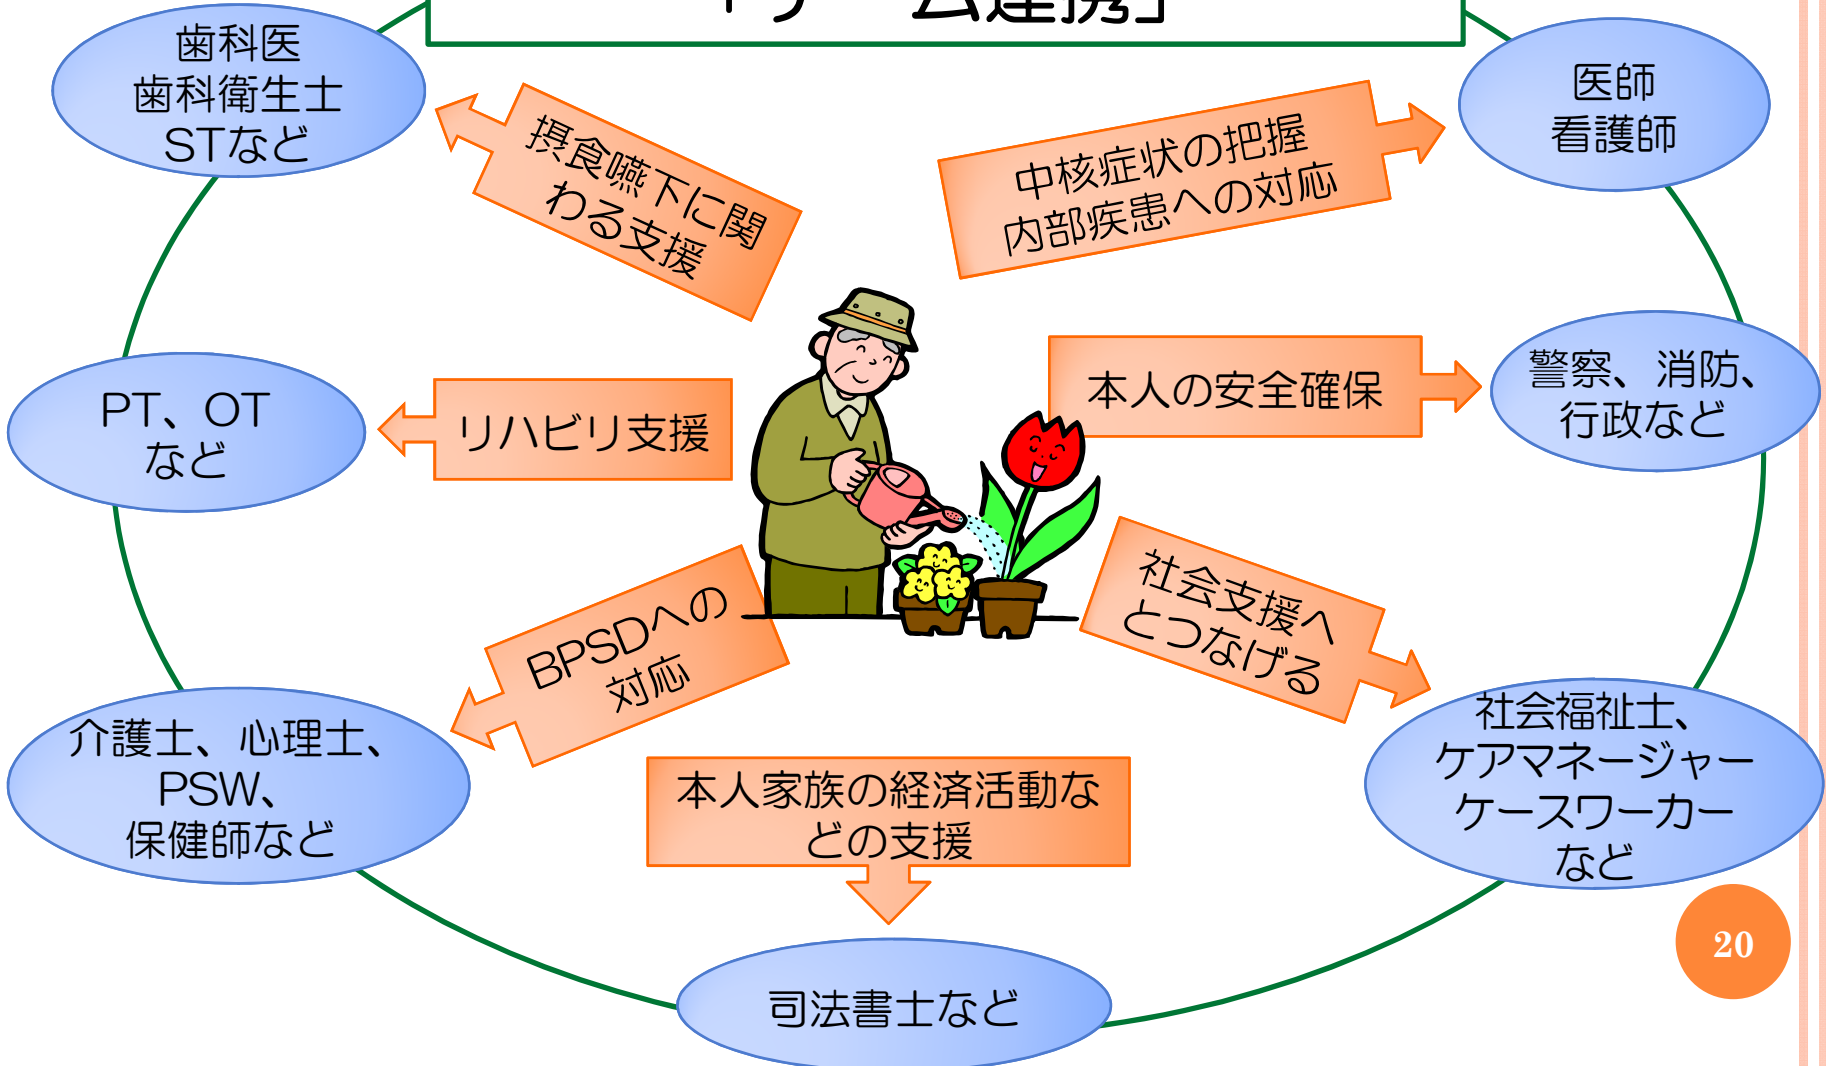 「チーム連携」
歯科医
歯科衛生士
STなど
摂食嚥下に関
わる支援
中核症状の把握
内部疾患への対応
医師
看護師
PT、OT
など
リハビリ支援
本人の安全確保
警察、消防、
行政など
BPSDへの
対応
社会支援へ
とつなげる
介護士、心理士、
PSW、
保健師など
本人家族の経済活動な
どの支援
社会福祉士、
ケアマネージャー
ケースワーカー
など
司法書士など
20